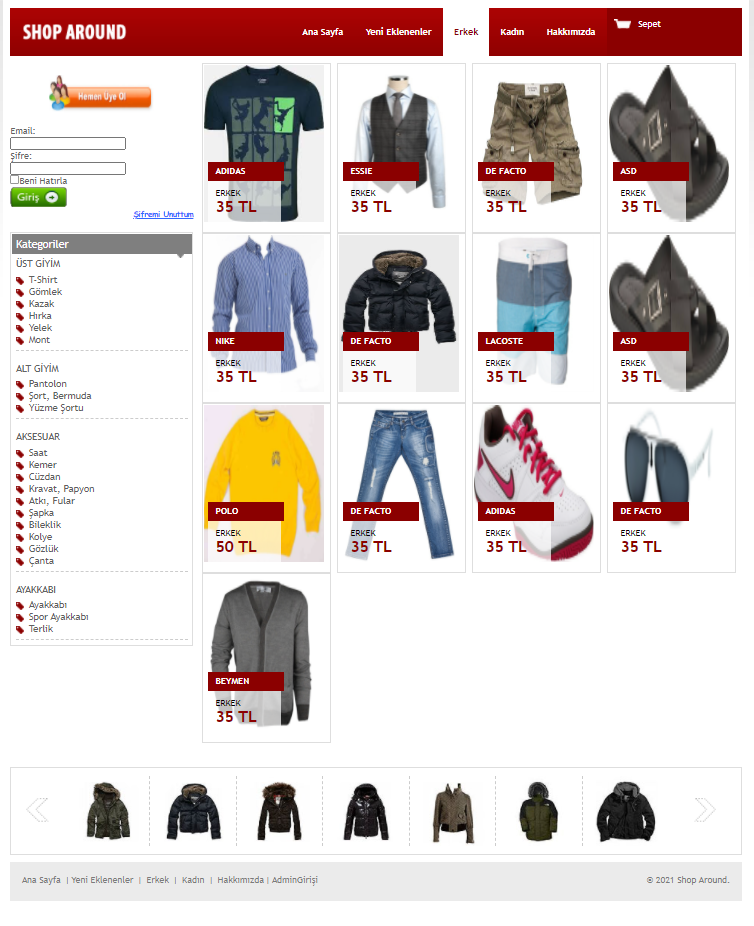 SHOP AROUND
Ana Sayfa
Yeni Eklenenler
Erkek
Kadın
Hakkımızda
Sepet
Hemen Uye Ol
Email:
Şifre:
Beni Hatırla
Giriş
Şifremi Unuttum
Kategoriler
ÜST GİYİM
T-Shirt
Gömlek
Kazak
Hırka
Yelek
Mont
ALT GİYİM
Pantolon
Şort, Bermuda
Yüzme Şortu
AKSESUAR
Saat
Kemer
Cüzdan
Kravat, Papyon
Atkı, Fular
Şapka
Bileklik
Kolye
Gözlük
Çanta
AYAKKABI
Ayakkabı
Spor Ayakkabı
Terlik
ADIDAS
ERKEK
35 TL
ESSIE
ERKEK
35 TL
DE FACTO
ERKEK
35 TL
ASD
ERKEK
35 TL
NIKE
ERKEK
35 TL
DE FACTO
ERKEK
35 TL
LACOSTE
ERKEK
35 TL
ASD
ERKEK
35 TL
POLO
ERKEK
50 TL
DE FACTO
ERKEK
35 TL
ADIDAS
ERKEK
35 TL
DE FACTO
ERKEK
35 TL
BEYMEN
ERKEK
35 TL
Ana Sayfa | Yeni Eklenenler | Erkek | Kadın | Hakkımızda | AdminGirişi
© 2021 Shop Around.